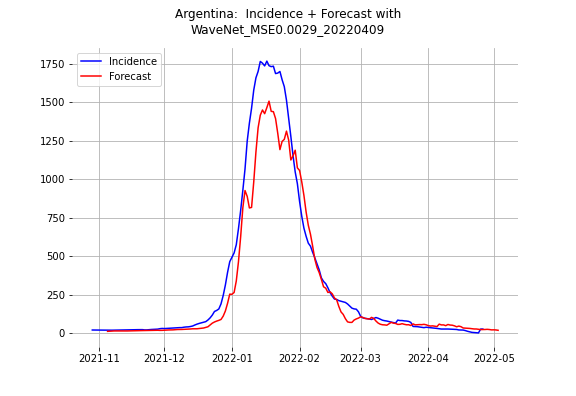 Argentina:  Incidence + Forecast with
WaveNet_MSE0.0029_20220409
Incidence
Forecast
1750
1500
1250
1000
750
500
250
0
2021-11 2021-12 2022-01 2022-02 2022-03 2022-04 2022-05